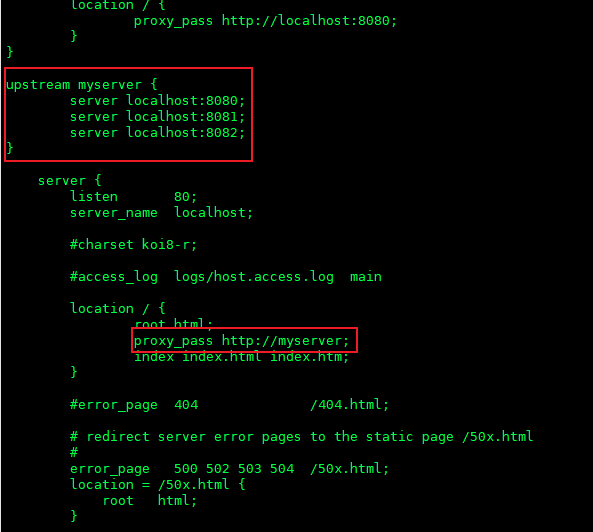 location / {
proxy_pass http://localhost:8080;
}
}
upstream myserver {
server localhost:8080;
server localhost:8081;
server localhost:8082;
}
server {
listen 80;
server_name localhost;
#charset koi8-r;
#access_log logs/host.access.log main
location / {
root html;
proxy_pass http://myserver;
index index.html index.htm;
}
#error_page 404 /404.html;
# redirect server error pages to the static page /50x.html
#
error_page 500 502 503 504 /50x.html;
location = /50x.html {
root html;
}